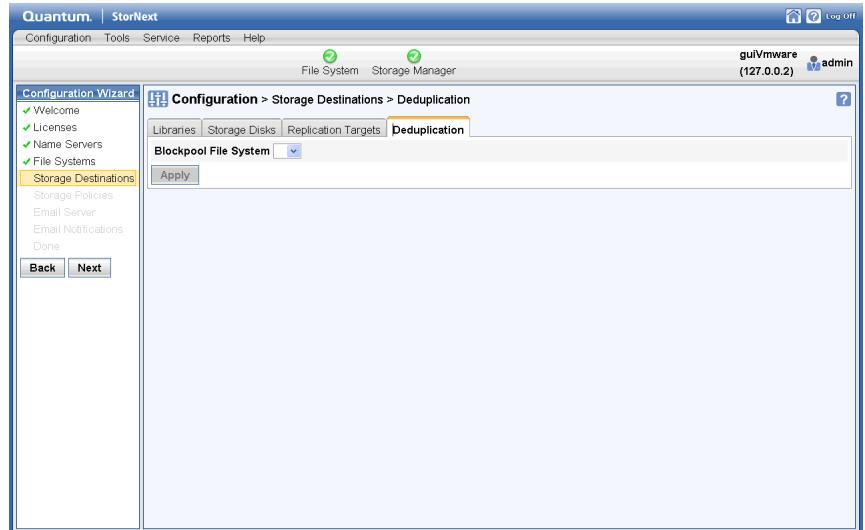 Quantum. StorNext
Log Off
Configuration Tools Service Reports Help
File System Storage Manager
guiVmware
(127.0.0.2)
admin
Configuration Wizard
Welcome
Licenses
Name Servers
File Systems
Storage Destinations
Storage Policies
Email Server
Email Notifications
Done
Back Next
Configuration > Storage Destinations > Deduplication
?
Libraries Storage Disks Replication Targets Deduplication
Blockpool File System
Apply